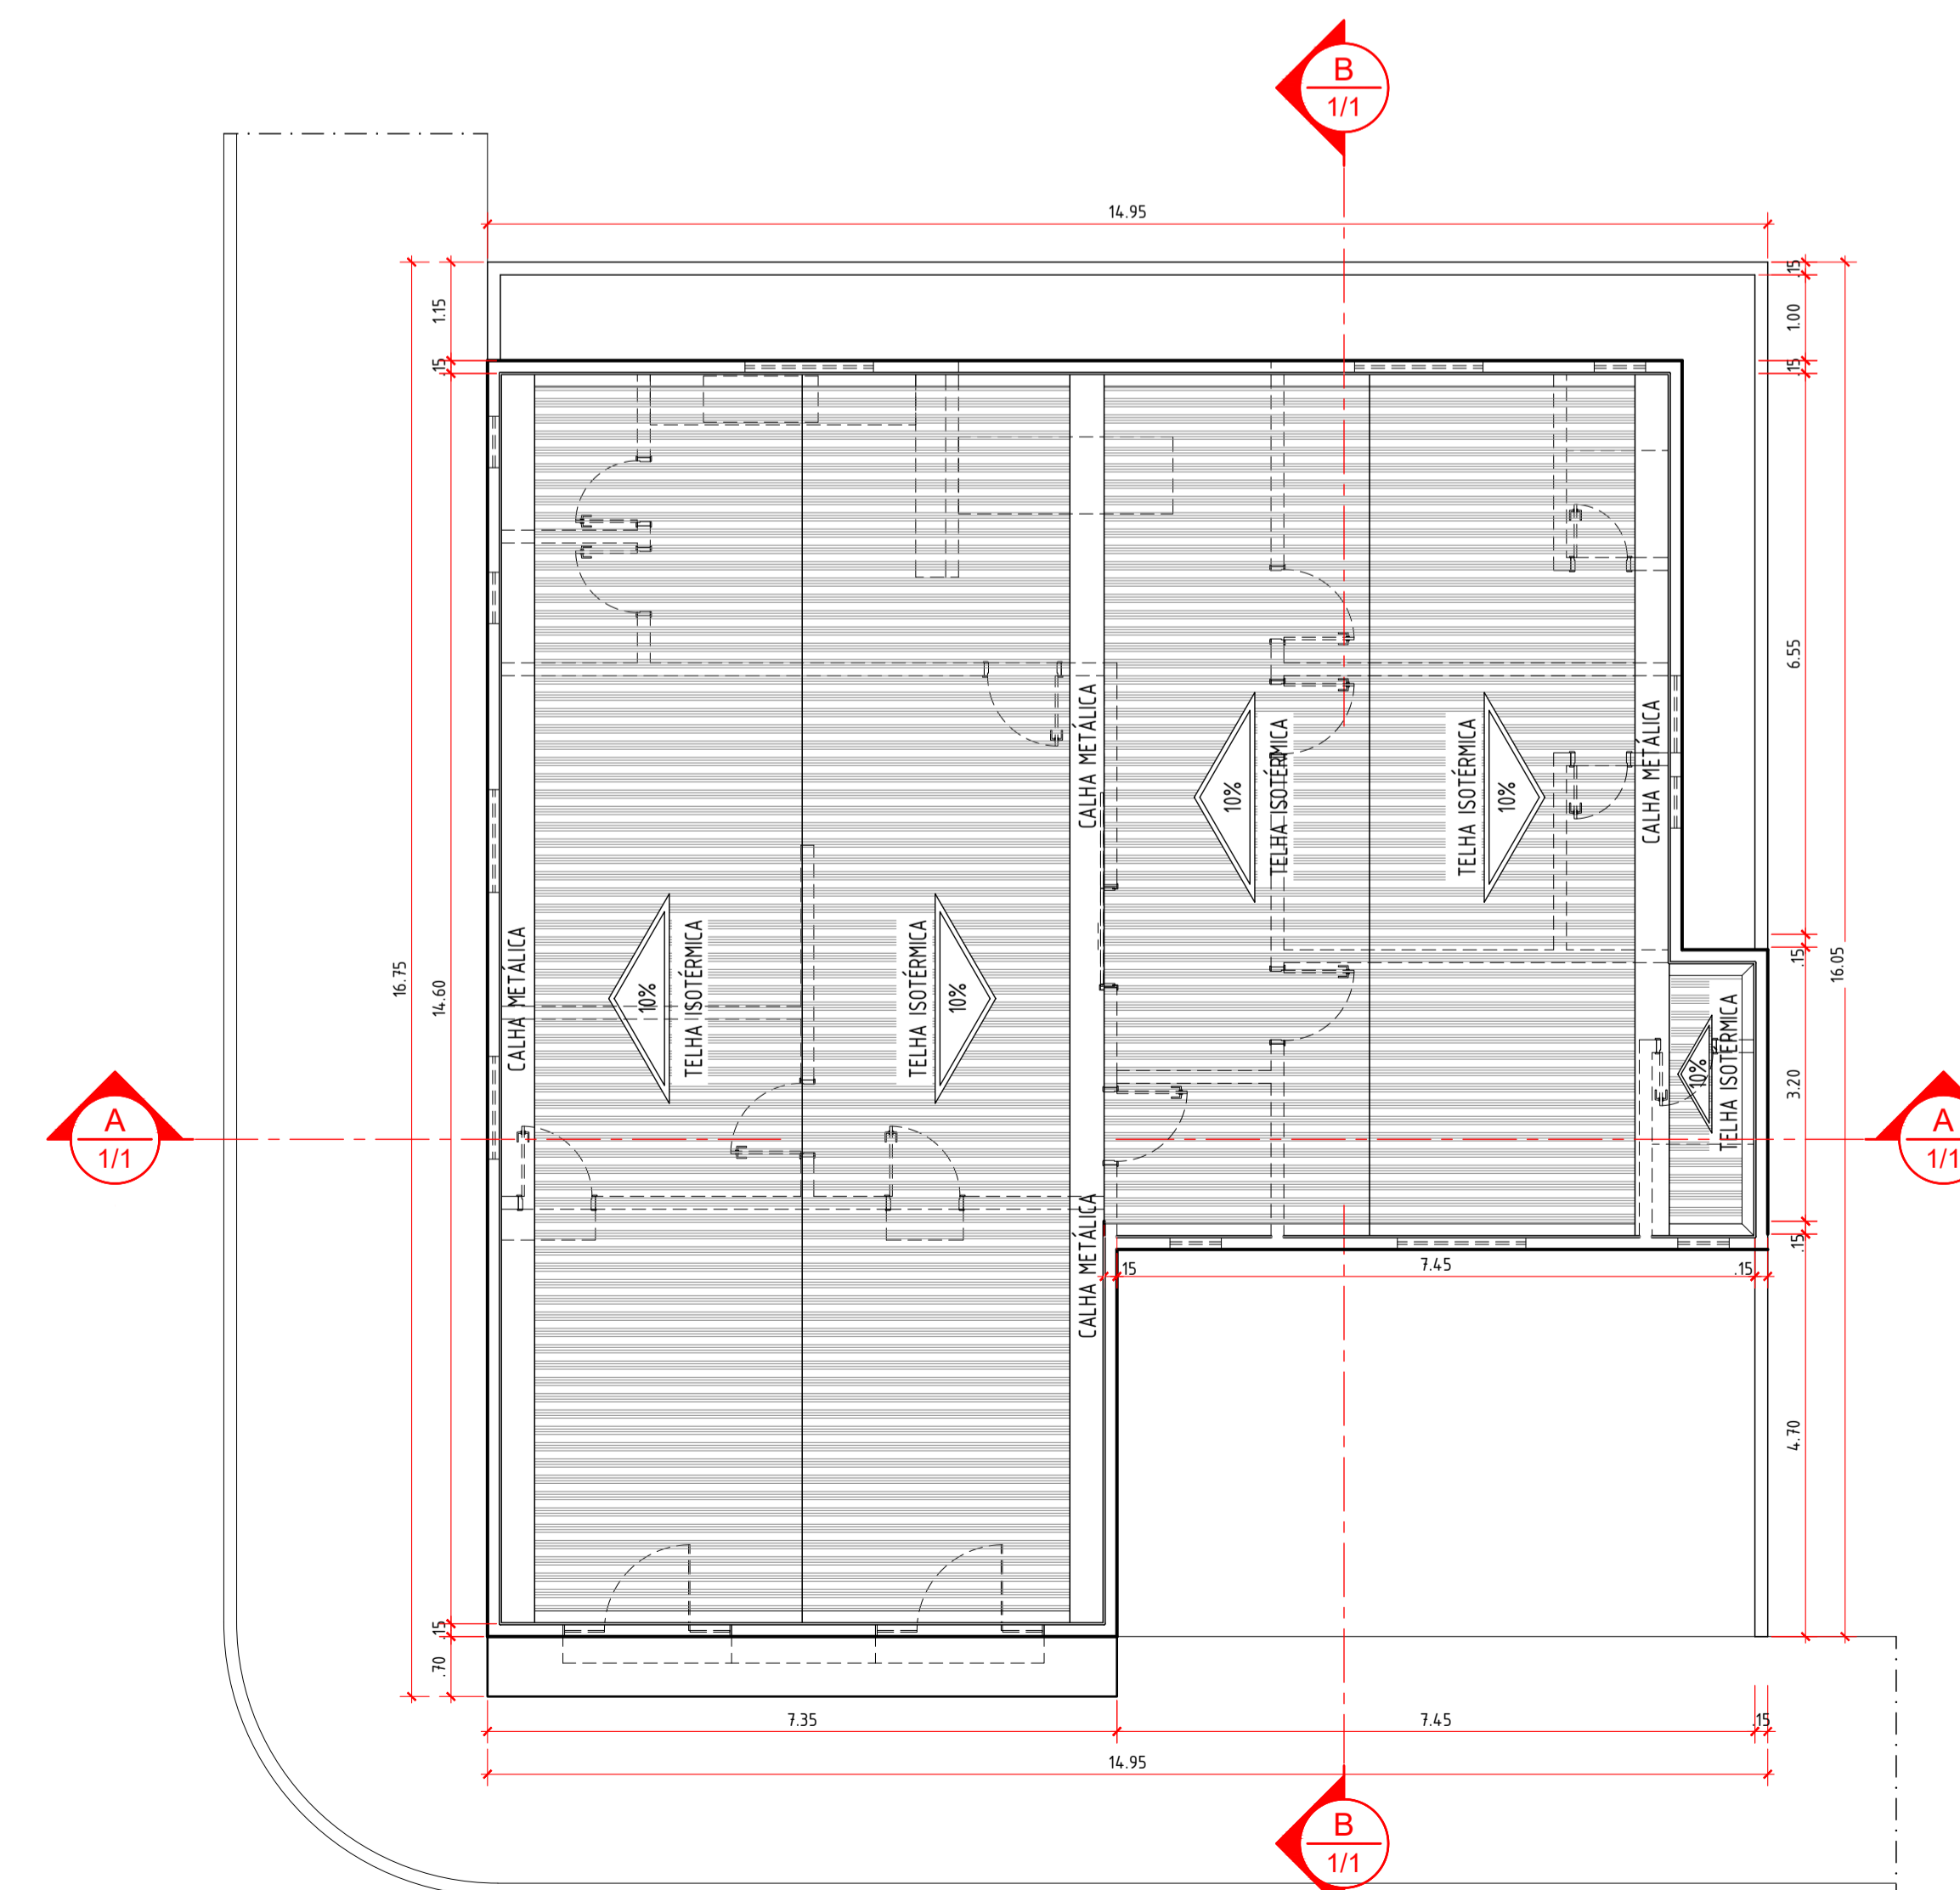 B
1/1
14.95
.15
1.15
1.00
.15
.15
6.55
CALHA METÁLICA
TELHA ISOTÉRMICA
10%
10%
TELHA ISOTÉRMICA
CALHA METÁLICA
CALHA METÁLICA
10%
TELHA ISOTÉRMICA
TELHA ISOTÉRMICA
10%
16.75
14.60
.15
16.05
10%
TELHA ISOTÉRMICA
3.20
A
1/1
A
1/1
CALHA METÁLICA
.15
.15
7.45
.15
4.70
.15
.70
7.35
7.45
.15
14.95
B
1/1